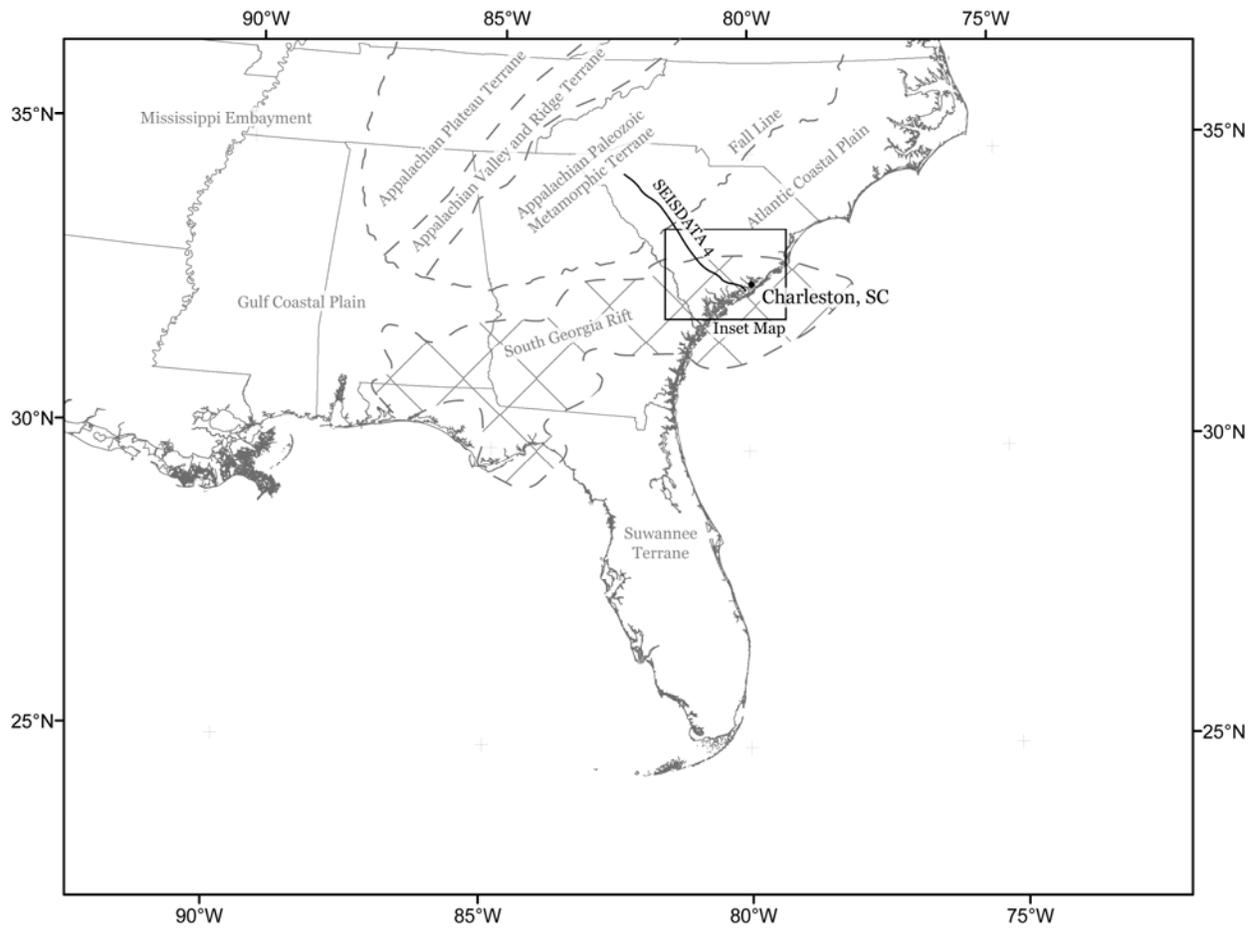 90°W
85°W
80°W
75°W
35°N
35°N
Mississippi Embayment
Appalachian Plateau Terrane
Appalachian Valley and Ridge Terrane
Appalachian Paleozoic
Metamorphic Terrane
Fall Line
Atlantic Coastal Plain
SEISDATA 4
Gulf Coastal Plain
Charleston, SC
South Georgia Rift
Inset Map
30°N
30°N
Suwannee
Terrane
25°N
25°N
90°W
85°W
80°W
75°W